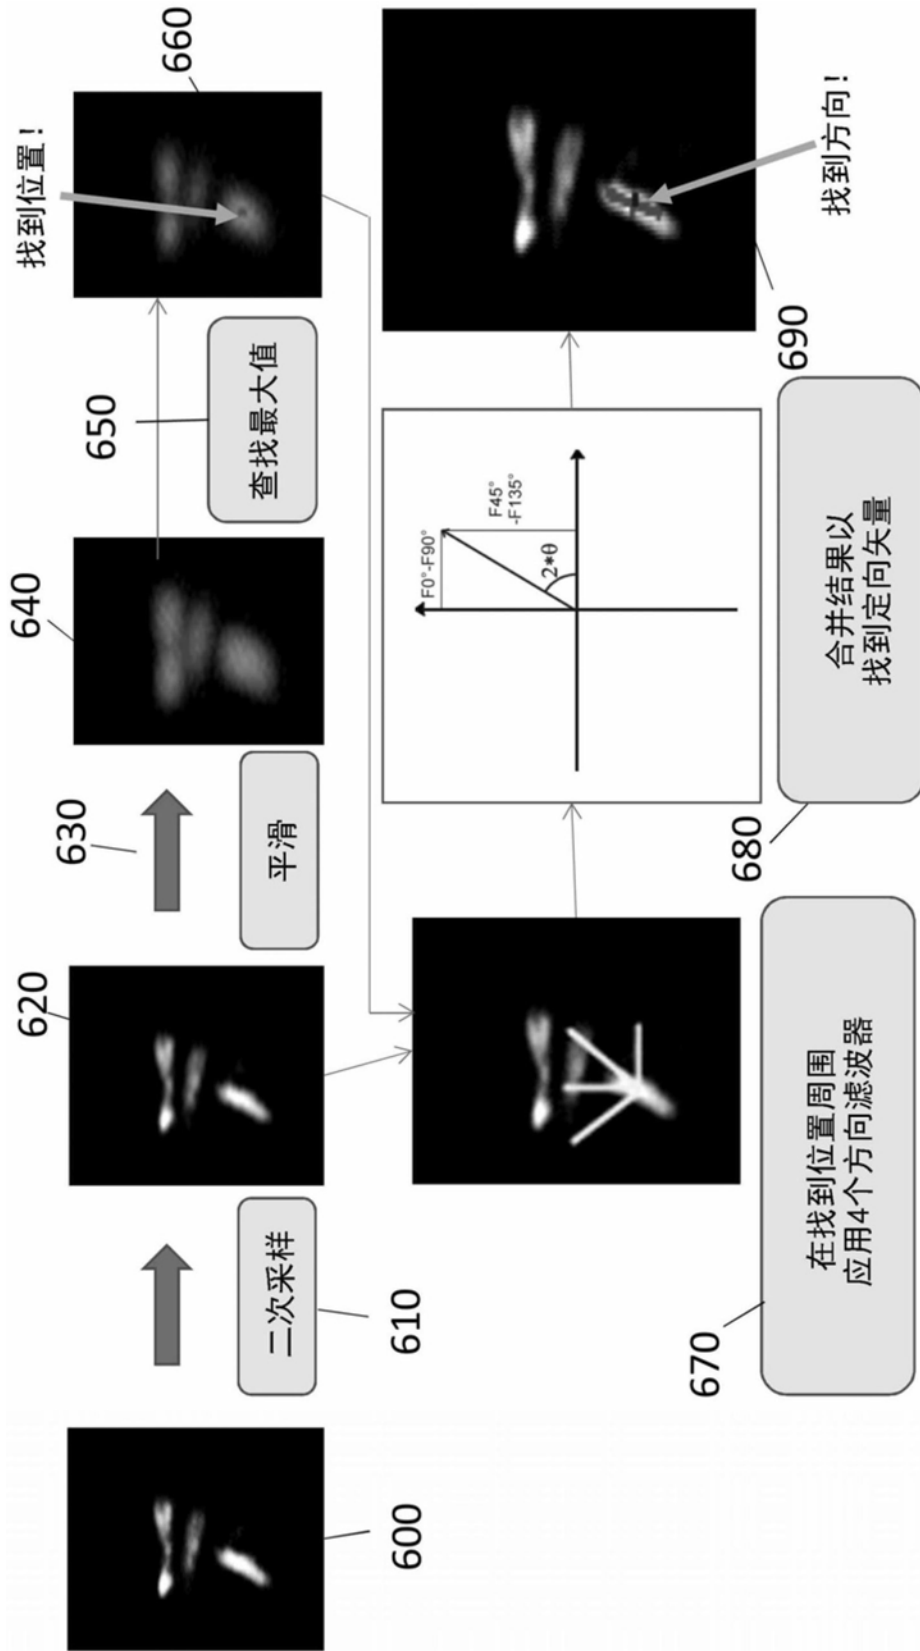 600
610
二次采样
620
630
平滑
640
650
查找最大值
找到位置！
660
670
在找到位置周围
应用4个方向滤波器
680
合并结果以
找到定向矢量
F0°-F90°
F45°
-F135°
2*θ
690
找到方向！